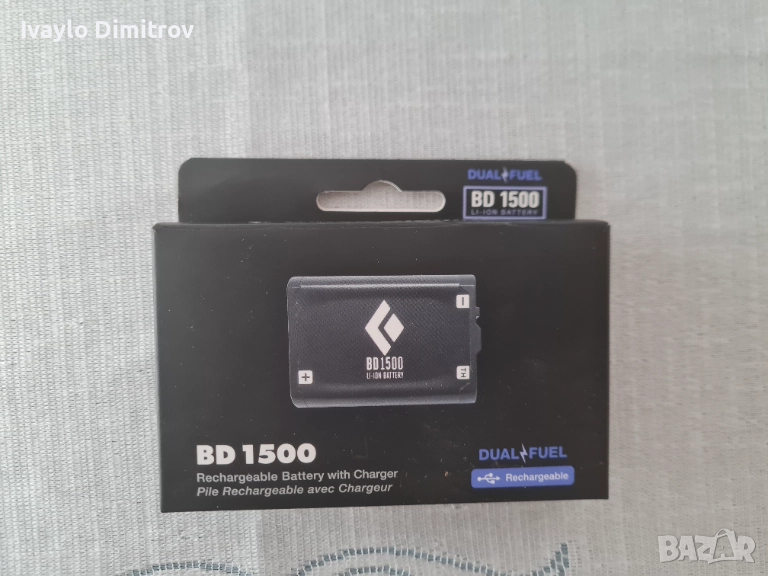 Ivaylo Dimitrov
DUAL FUEL
BD 1500
LI-ION BATTERY
BD1500
LI-ION BATTERY
+
−
TH
BD 1500
Rechargeable Battery with Charger
Pile Rechargeable avec Chargeur
DUAL FUEL
Rechargeable
BAZAR